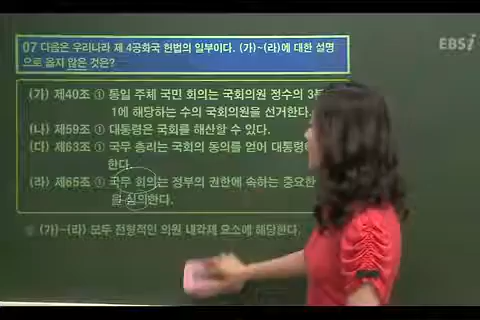 07 다음은 우리나라 제 4공화국 헌법의 일부이다. (가)~(라)에 대한 설명
으로 옳지 않은 것은?
EBSi
(가) 제40조 ① 통일 주체 국민 회의는 국회의원 정수의 3분
1에 해당하는 수의 국회의원을 선거한다.
(나) 제59조 ① 대통령은 국회를 해산할 수 있다.
(다) 제63조 ① 국무 총리는 국회의 동의를 얻어 대통령이
한다.
(라) 제65조 ① 국무 회의는 정부의 권한에 속하는 중요한
을 심의한다.
(가)~(라) 모두 전형적인 의원 내각제 요소에 해당한다.